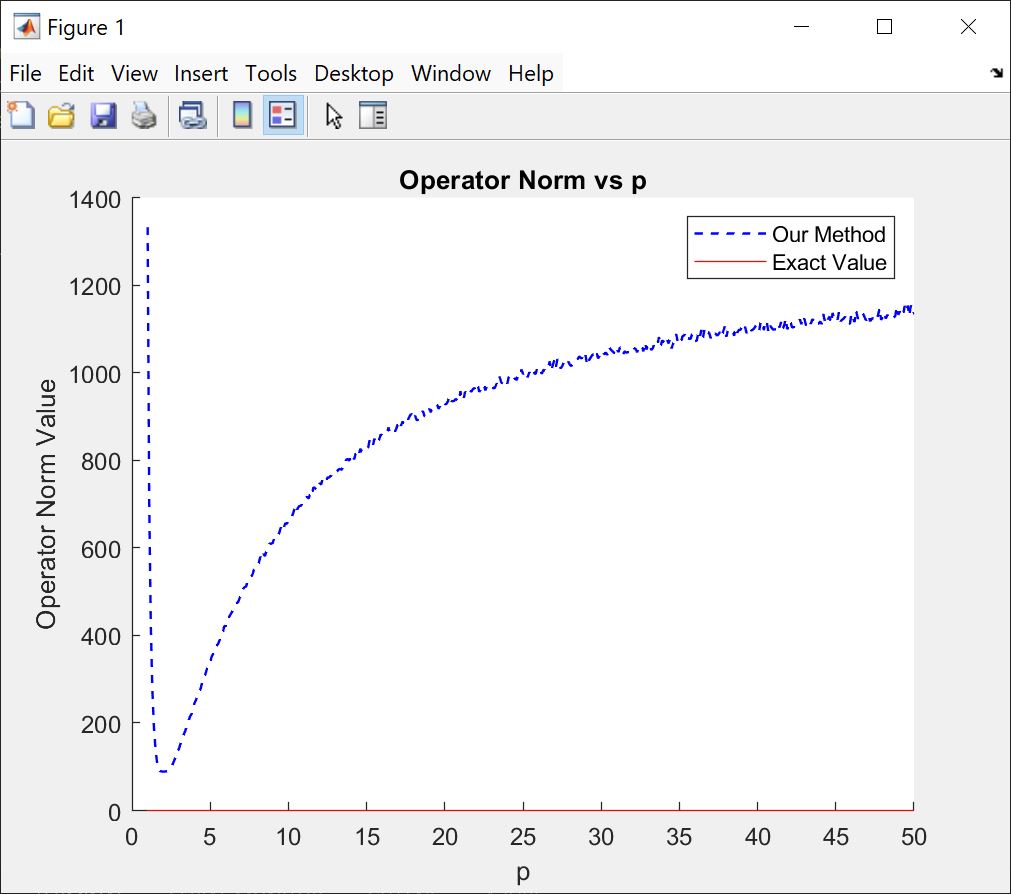 Figure 1
File Edit View Insert Tools Desktop Window Help
Operator Norm vs p
Our Method
Exact Value
Operator Norm Value
1400
1200
1000
800
600
400
200
0
0 5 10 15 20 25 30 35 40 45 50
p